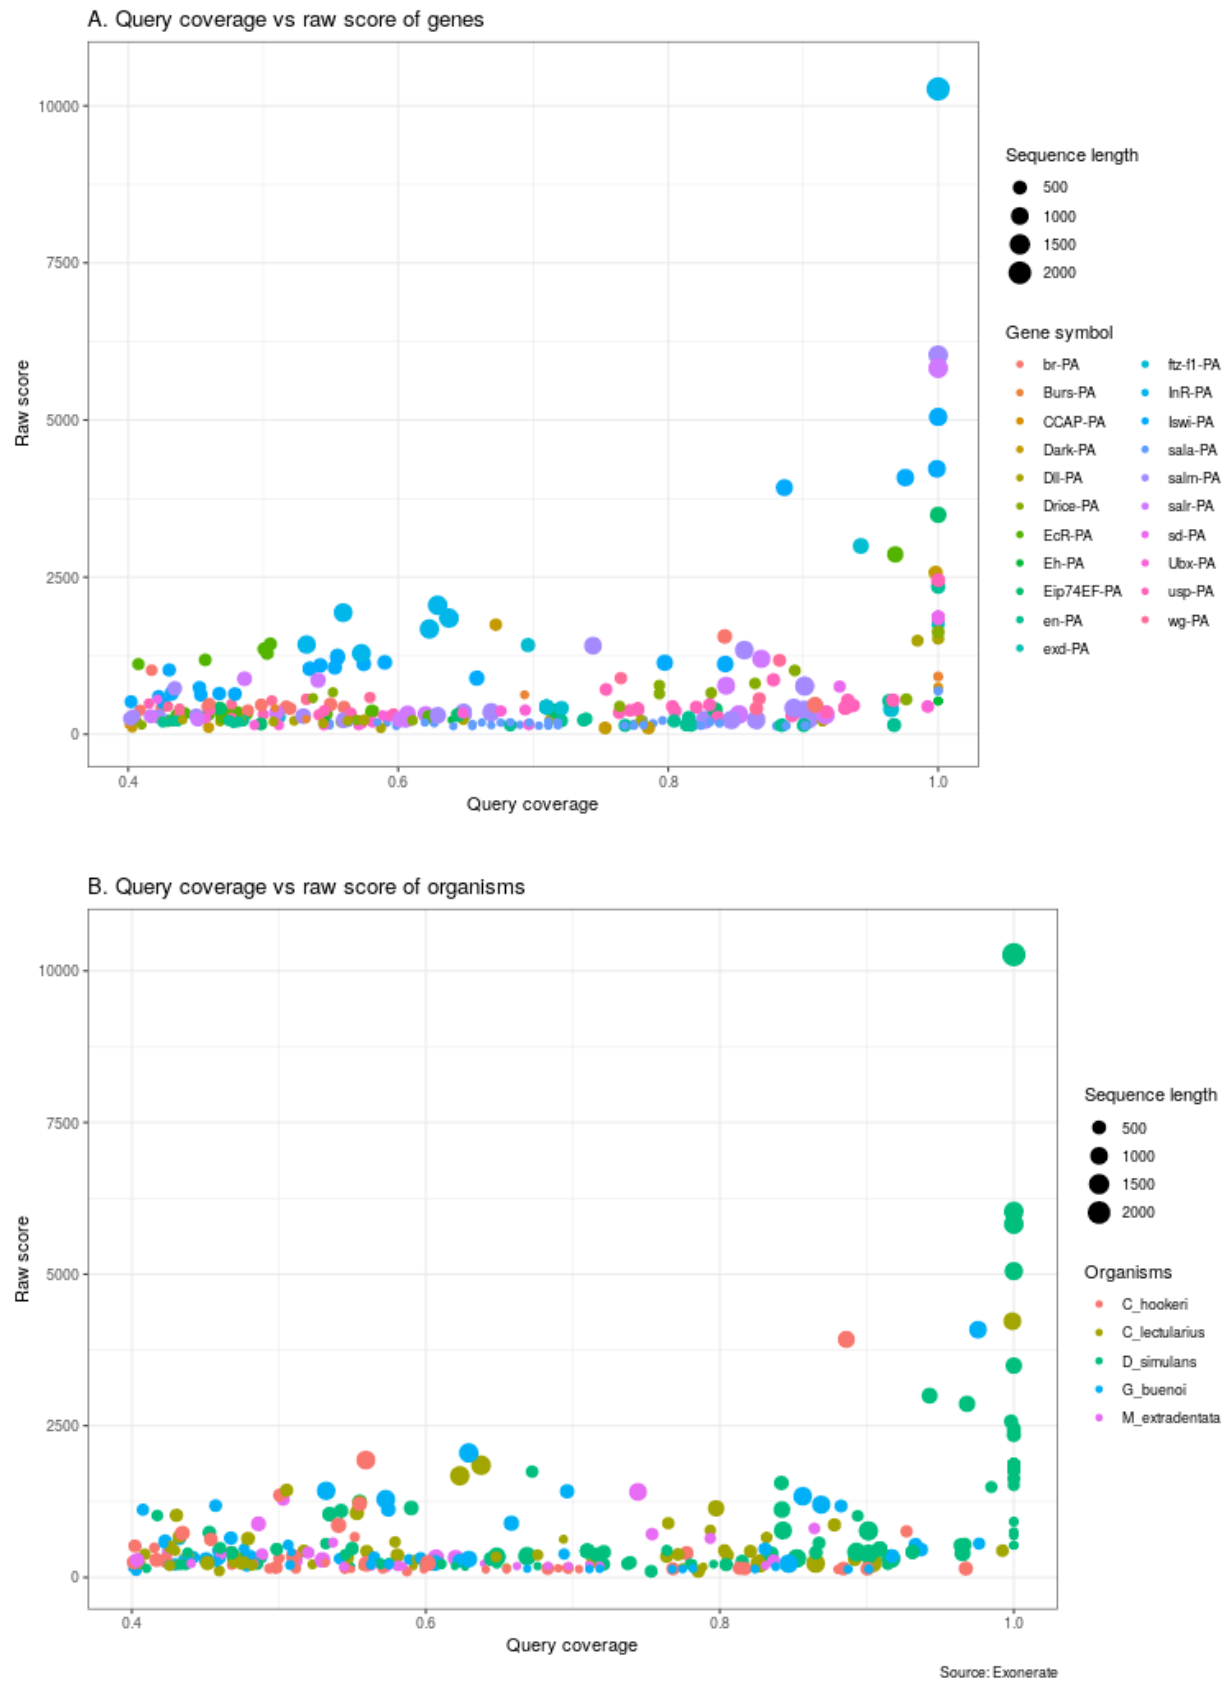 A. Query coverage vs raw score of genes
10000
7500
5000
2500
0
Raw score
0.4 0.6 0.8 1.0
Query coverage
Sequence length
500
1000
1500
2000
Gene symbol
br-PA ftz-f1-PA
Burs-PA InR-PA
CCAP-PA Iswi-PA
Dark-PA sala-PA
Dll-PA salm-PA
Drice-PA salr-PA
EcR-PA sd-PA
Eh-PA Ubx-PA
Eip74EF-PA usp-PA
en-PA wg-PA
exd-PA
B. Query coverage vs raw score of organisms
10000
7500
5000
2500
0
Raw score
0.4 0.6 0.8 1.0
Query coverage
Sequence length
500
1000
1500
2000
Organisms
C_hookeri
C_lectularius
D_simulans
G_buenoi
M_extradentata
Source: Exonerate